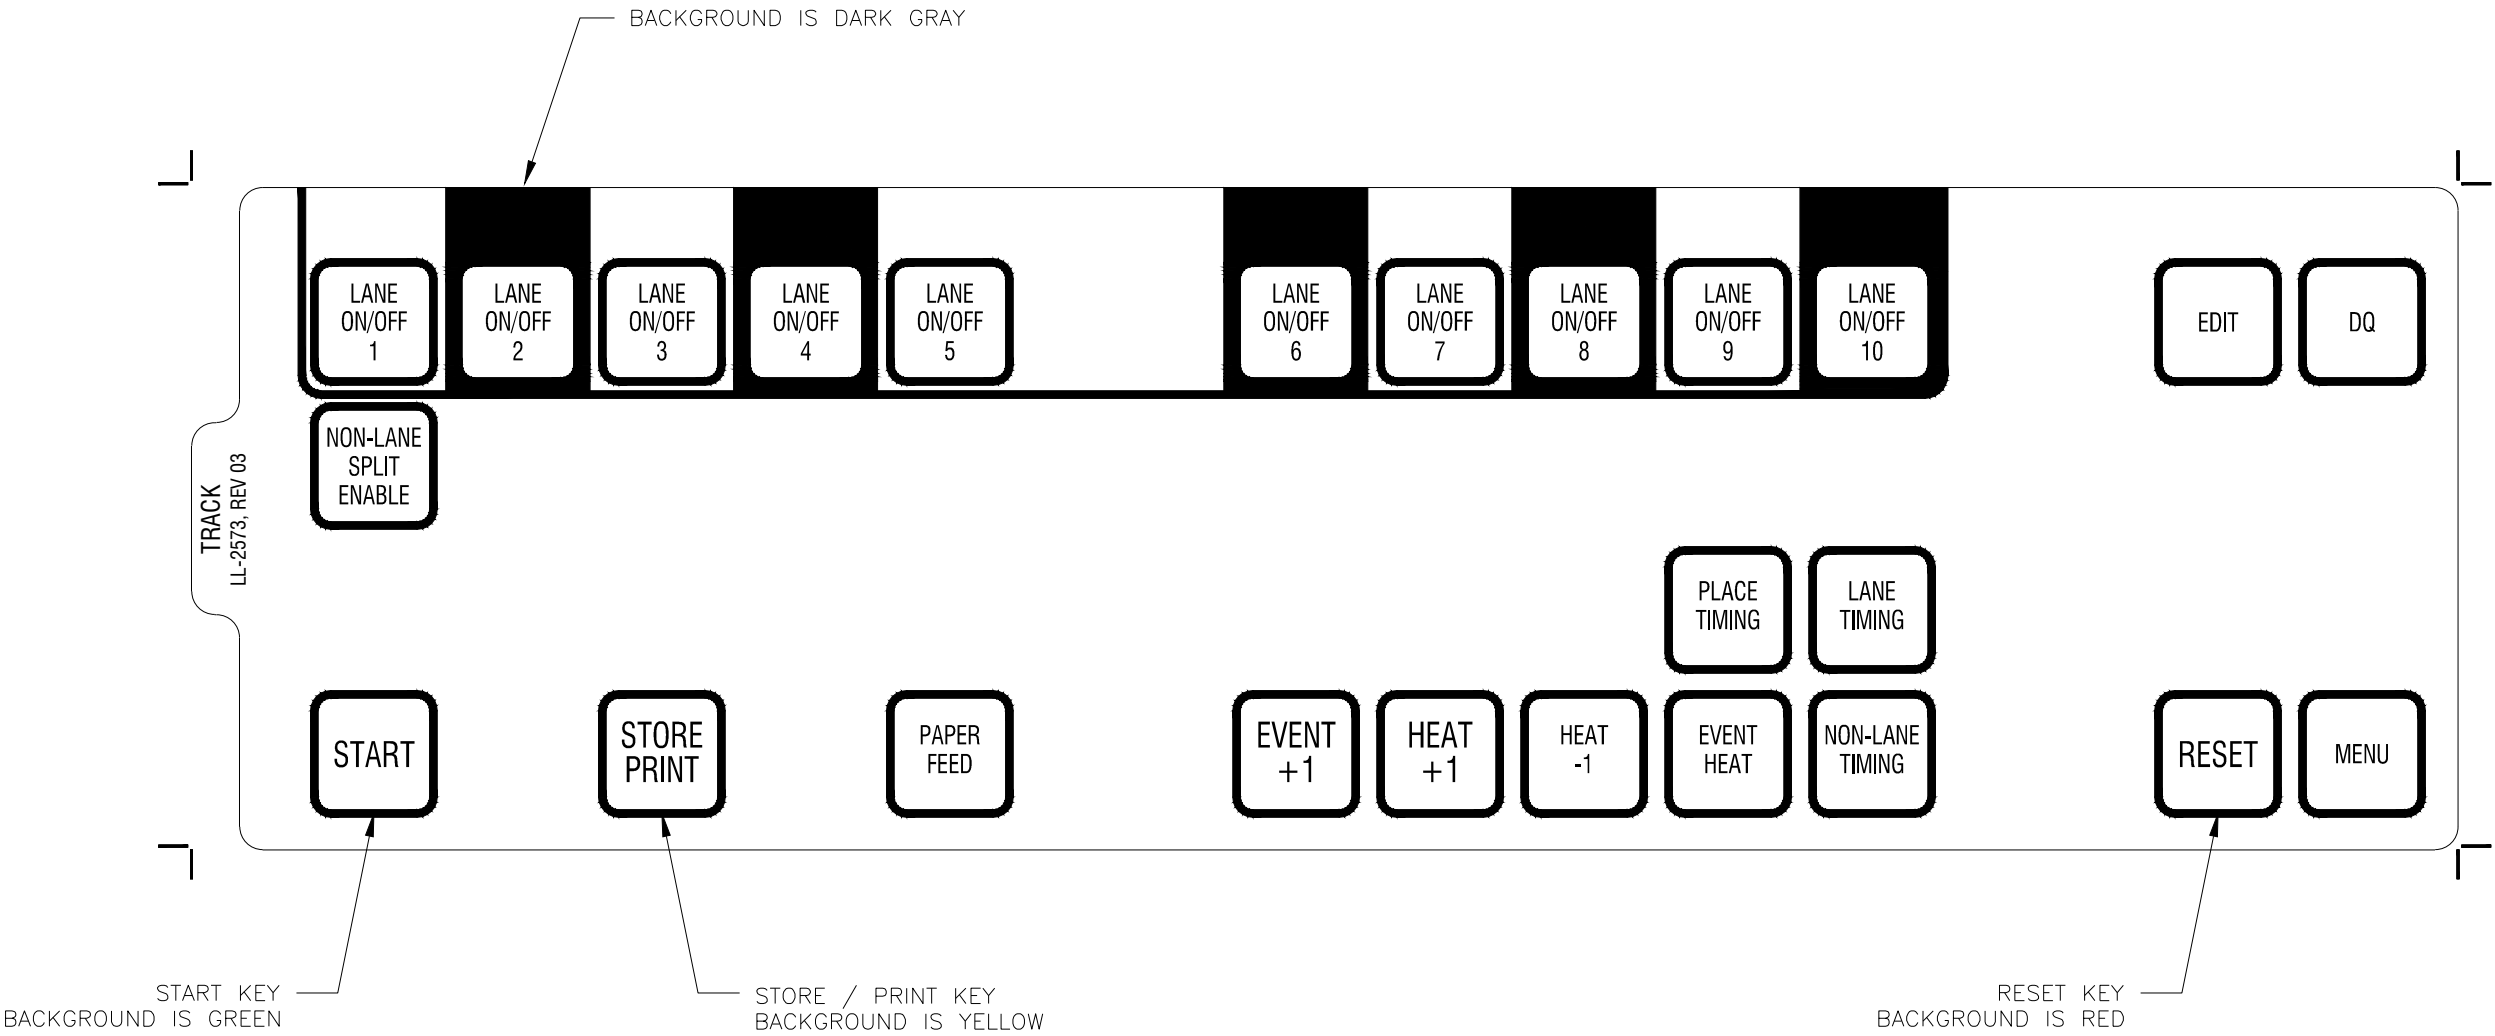 BACKGROUND IS DARK GRAY
LANE
ON/OFF
1
LANE
ON/OFF
2
LANE
ON/OFF
3
LANE
ON/OFF
4
LANE
ON/OFF
5
LANE
ON/OFF
6
LANE
ON/OFF
7
LANE
ON/OFF
8
LANE
ON/OFF
9
LANE
ON/OFF
10
EDIT
DQ
NON-LANE
SPLIT
ENABLE
TRACK
LL-2573, REV 03
PLACE
TIMING
LANE
TIMING
START
STORE
PRINT
PAPER
FEED
EVENT
+1
HEAT
+1
HEAT
-1
EVENT
HEAT
NON-LANE
TIMING
RESET
MENU
START KEY
BACKGROUND IS GREEN
STORE / PRINT KEY
BACKGROUND IS YELLOW
RESET KEY
BACKGROUND IS RED